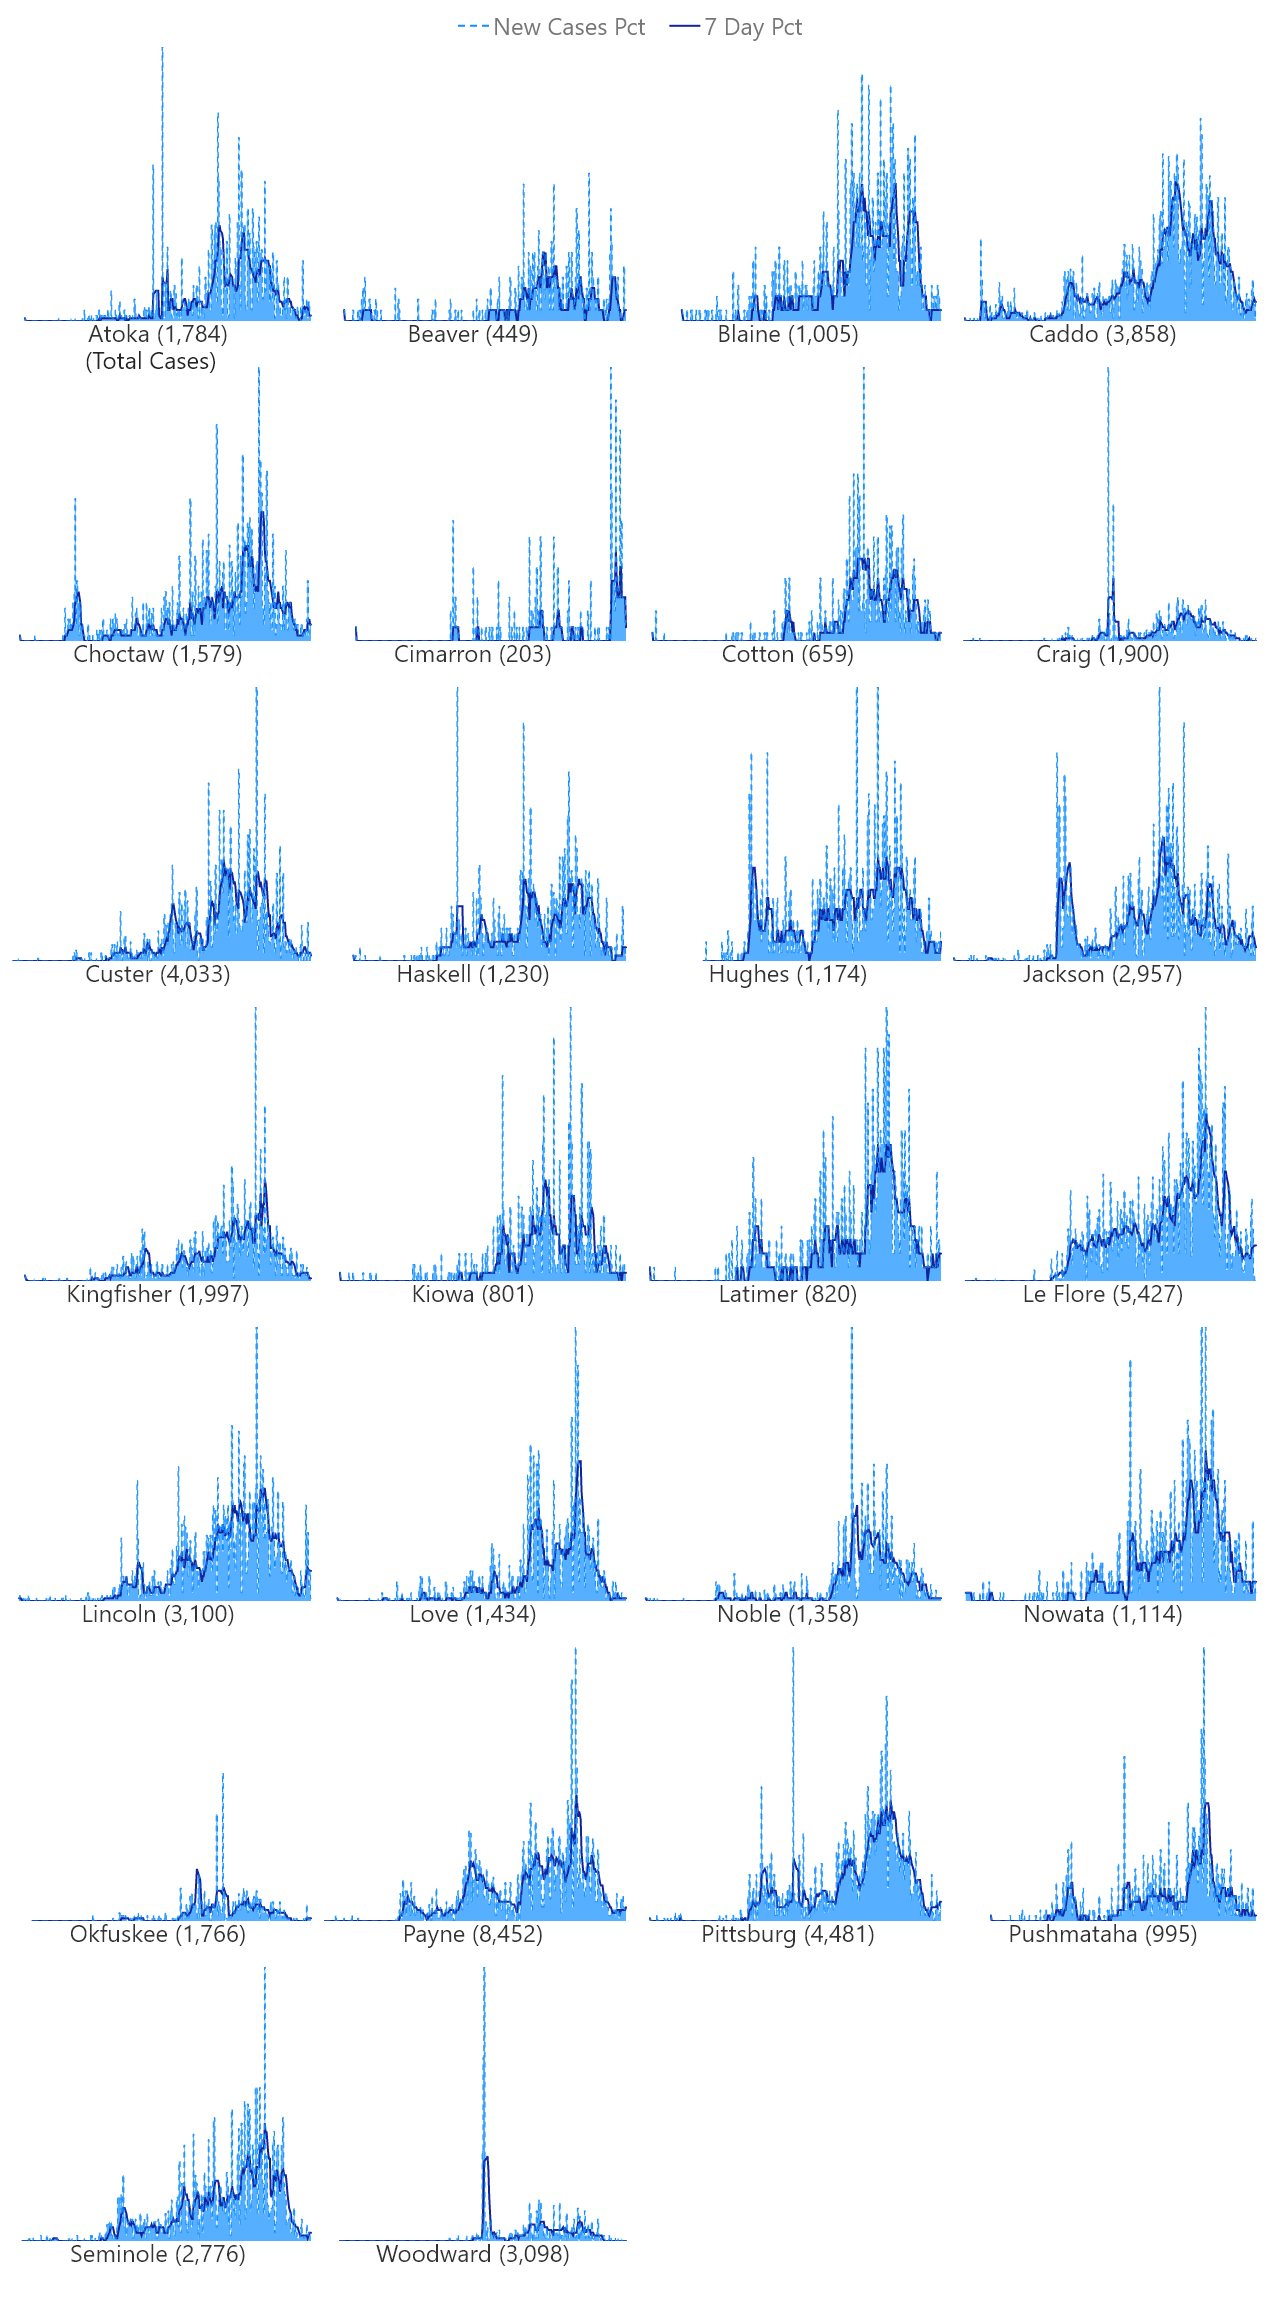 New Cases Pct 7 Day Pct
Atoka (1,784) Beaver (449) Blaine (1,005) Caddo (3,858)
(Total Cases)
Choctaw (1,579) Cimarron (203) Cotton (659) Craig (1,900)
Custer (4,033) Haskell (1,230) Hughes (1,174) Jackson (2,957)
Kingfisher (1,997) Kiowa (801) Latimer (820) Le Flore (5,427)
Lincoln (3,100) Love (1,434) Noble (1,358) Nowata (1,114)
Okfuskee (1,766) Payne (8,452) Pittsburg (4,481) Pushmataha (995)
Seminole (2,776) Woodward (3,098)